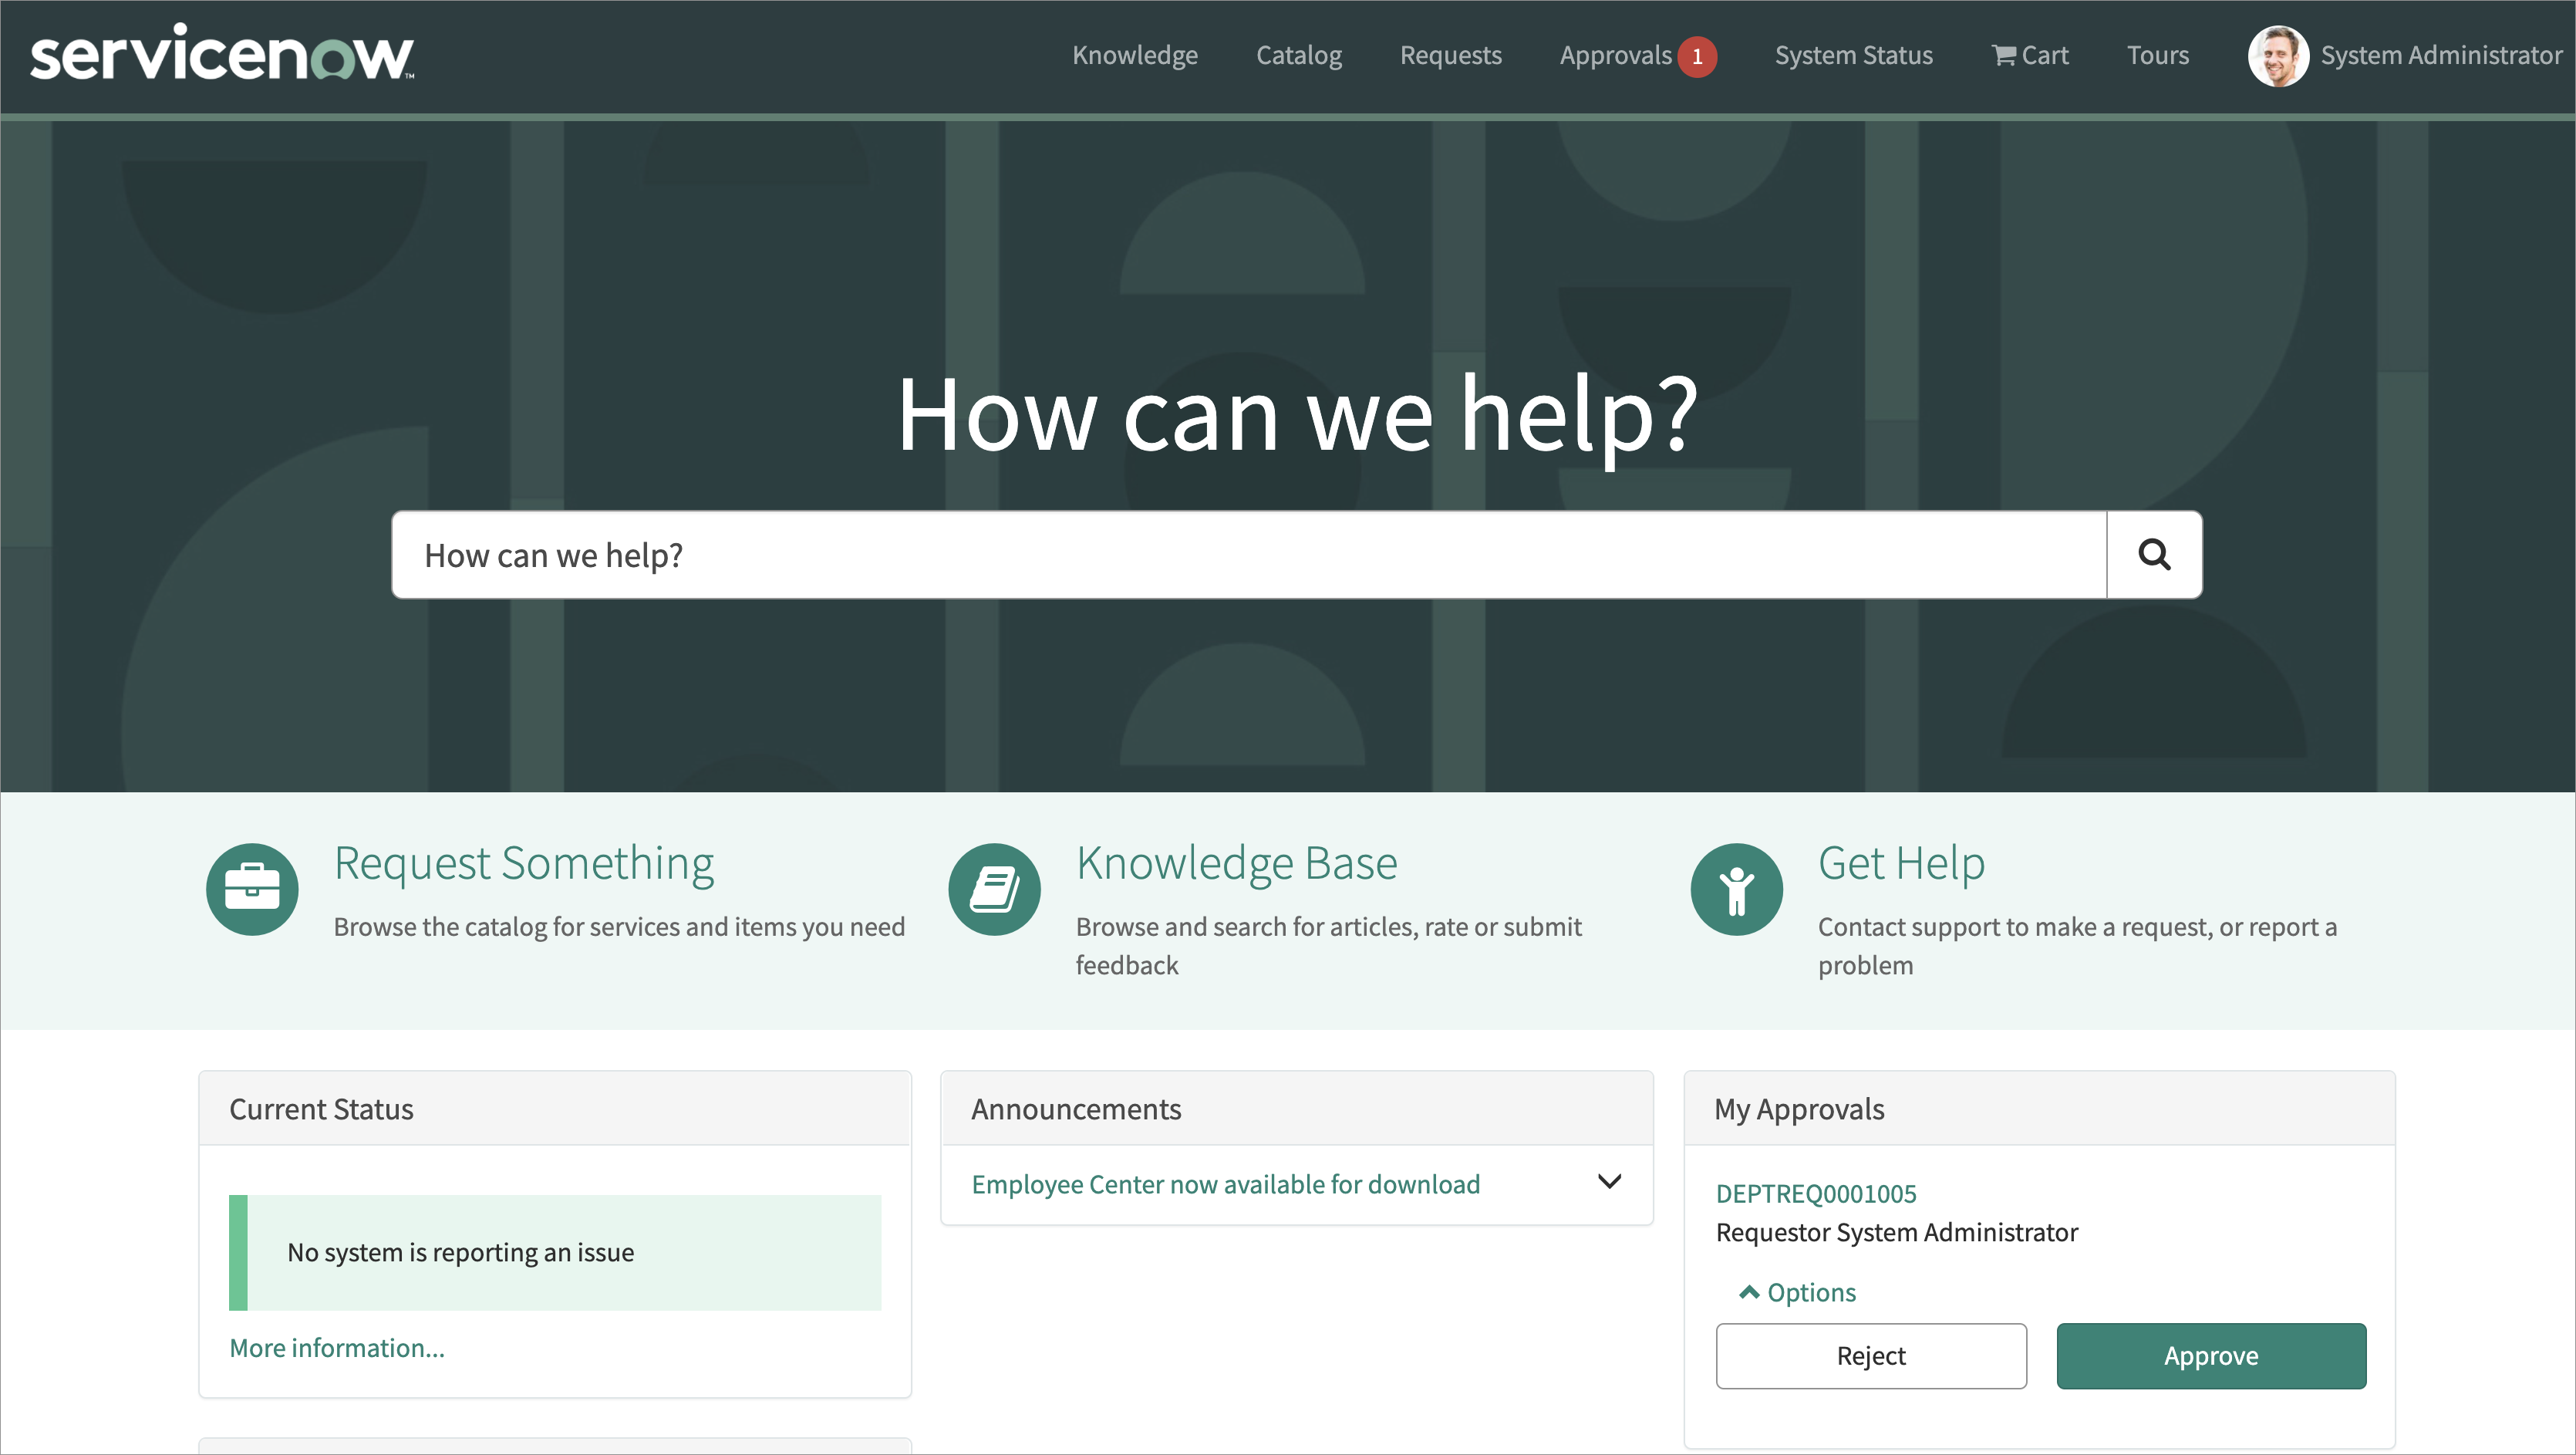 servicenow™
Knowledge
Catalog
Requests
Approvals 1
System Status
Cart
Tours
System Administrator
How can we help?
How can we help?
Request Something
Browse the catalog for services and items you need
Knowledge Base
Browse and search for articles, rate or submit
feedback
Get Help
Contact support to make a request, or report a
problem
Current Status
No system is reporting an issue
More information...
Announcements
Employee Center now available for download
My Approvals
DEPTREQ0001005
Requestor System Administrator
Options
Reject
Approve